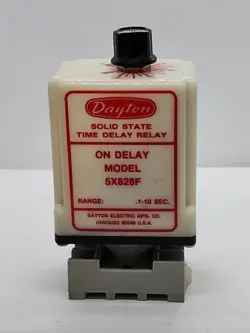 Dayton
SOLID STATE
TIME DELAY RELAY
ON DELAY
MODEL
5X828F
RANGE: .1-10 SEC.
DAYTON ELECTRIC MFG. CO.
CHICAGO 60648 U.S.A.